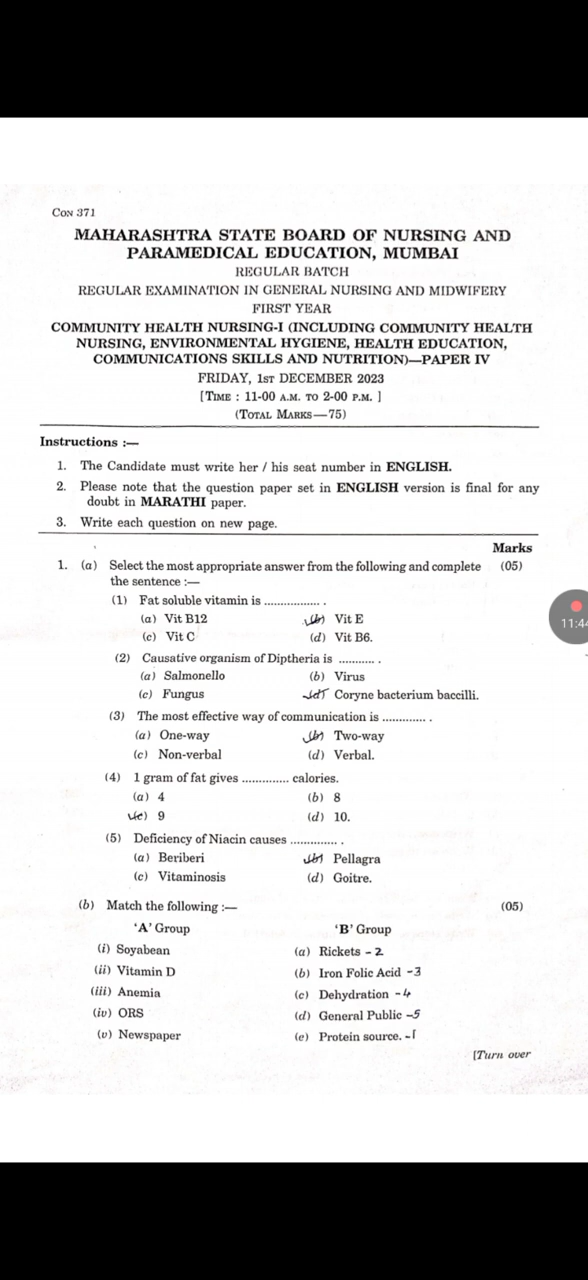 CON 371
MAHARASHTRA STATE BOARD OF NURSING AND
PARAMEDICAL EDUCATION, MUMBAI
REGULAR BATCH
REGULAR EXAMINATION IN GENERAL NURSING AND MIDWIFERY
FIRST YEAR
COMMUNITY HEALTH NURSING-I (INCLUDING COMMUNITY HEALTH
NURSING, ENVIRONMENTAL HYGIENE, HEALTH EDUCATION,
COMMUNICATIONS SKILLS AND NUTRITION)—PAPER IV
FRIDAY, 1ST DECEMBER 2023
[TIME : 11-00 A.M. TO 2-00 P.M. ]
(TOTAL MARKS—75)
Instructions :—
1. The Candidate must write her / his seat number in ENGLISH.
2. Please note that the question paper set in ENGLISH version is final for any
doubt in MARATHI paper.
3. Write each question on new page.
Marks
1. (a) Select the most appropriate answer from the following and complete (05)
the sentence :—
(1) Fat soluble vitamin is ................. .
(a) Vit B12 (b) Vit E
(c) Vit C (d) Vit B6.
(2) Causative organism of Diptheria is ........... .
(a) Salmonello (b) Virus
(c) Fungus (d) Coryne bacterium baccilli.
(3) The most effective way of communication is ............. .
(a) One-way (b) Two-way
(c) Non-verbal (d) Verbal.
(4) 1 gram of fat gives .............. calories.
(a) 4 (b) 8
(c) 9 (d) 10.
(5) Deficiency of Niacin causes .............. .
(a) Beriberi (b) Pellagra
(c) Vitaminosis (d) Goitre.
(b) Match the following :— (05)
'A' Group 'B' Group
(i) Soyabean (a) Rickets - 2
(ii) Vitamin D (b) Iron Folic Acid - 3
(iii) Anemia (c) Dehydration - 4
(iv) ORS (d) General Public - 5
(v) Newspaper (e) Protein source. - 1
[Turn over
11:44